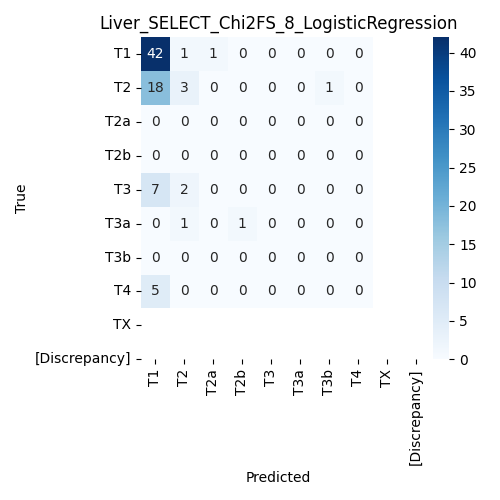 Liver_SELECT_Chi2FS_8_LogisticRegression
True
T1 42 1 1 0 0 0 0 0
T2 18 3 0 0 0 0 1 0
T2a 0 0 0 0 0 0 0 0
T2b 0 0 0 0 0 0 0 0
T3 7 2 0 0 0 0 0 0
T3a 0 1 0 1 0 0 0 0
T3b 0 0 0 0 0 0 0 0
T4 5 0 0 0 0 0 0 0
TX
[Discrepancy]
T1 T2 T2a T2b T3 T3a T3b T4 TX [Discrepancy]
Predicted
40
35
30
25
20
15
10
5
0